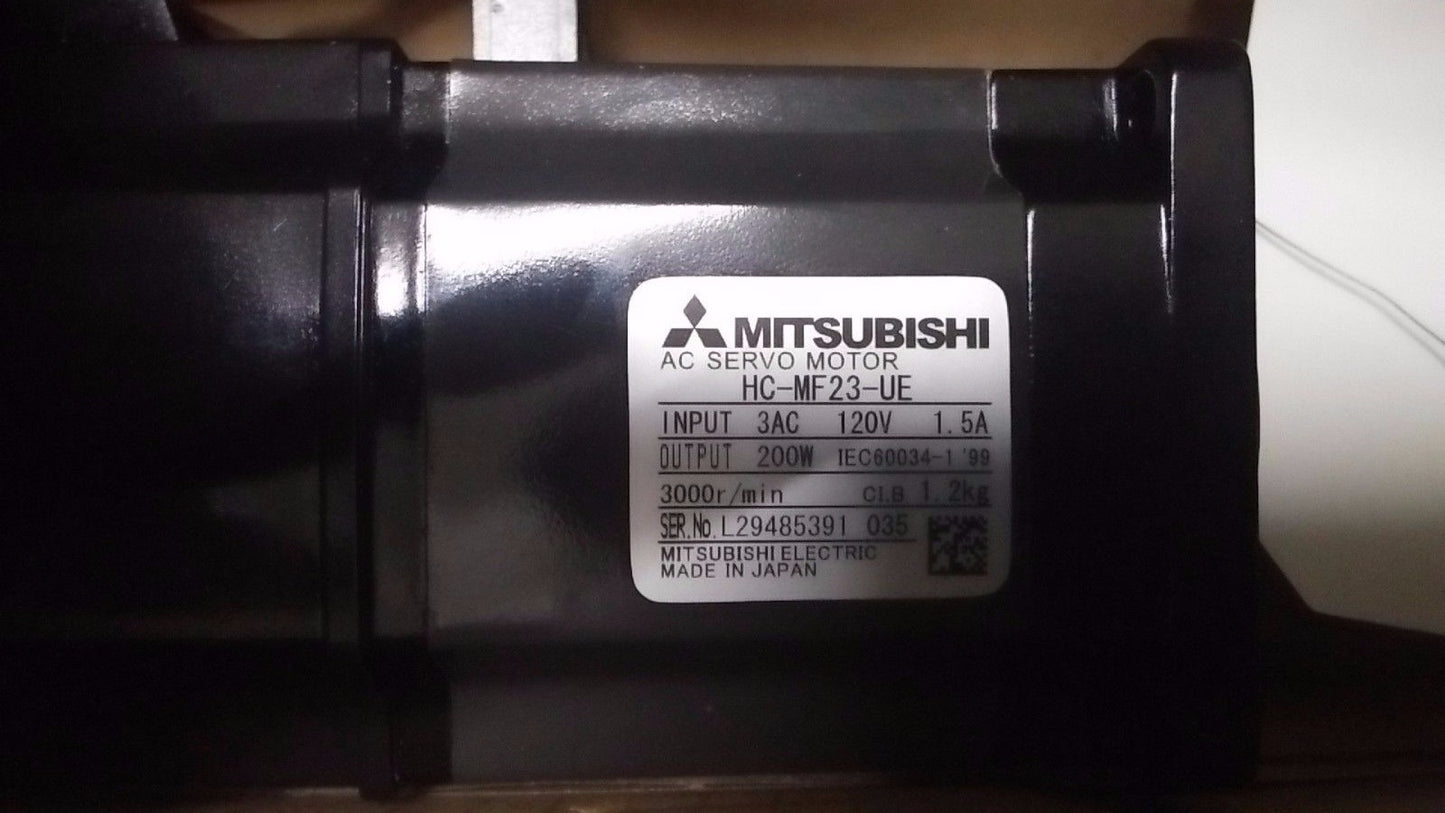 MITSUBISHI
AC SERVO MOTOR
HC-MF23-UE
INPUT 3AC 120V 1.5A
OUTPUT 200W IEC60034-1 '99
3000r/min CI.B 1.2kg
SER.No.L29485391 035
MITSUBISHI ELECTRIC
MADE IN JAPAN